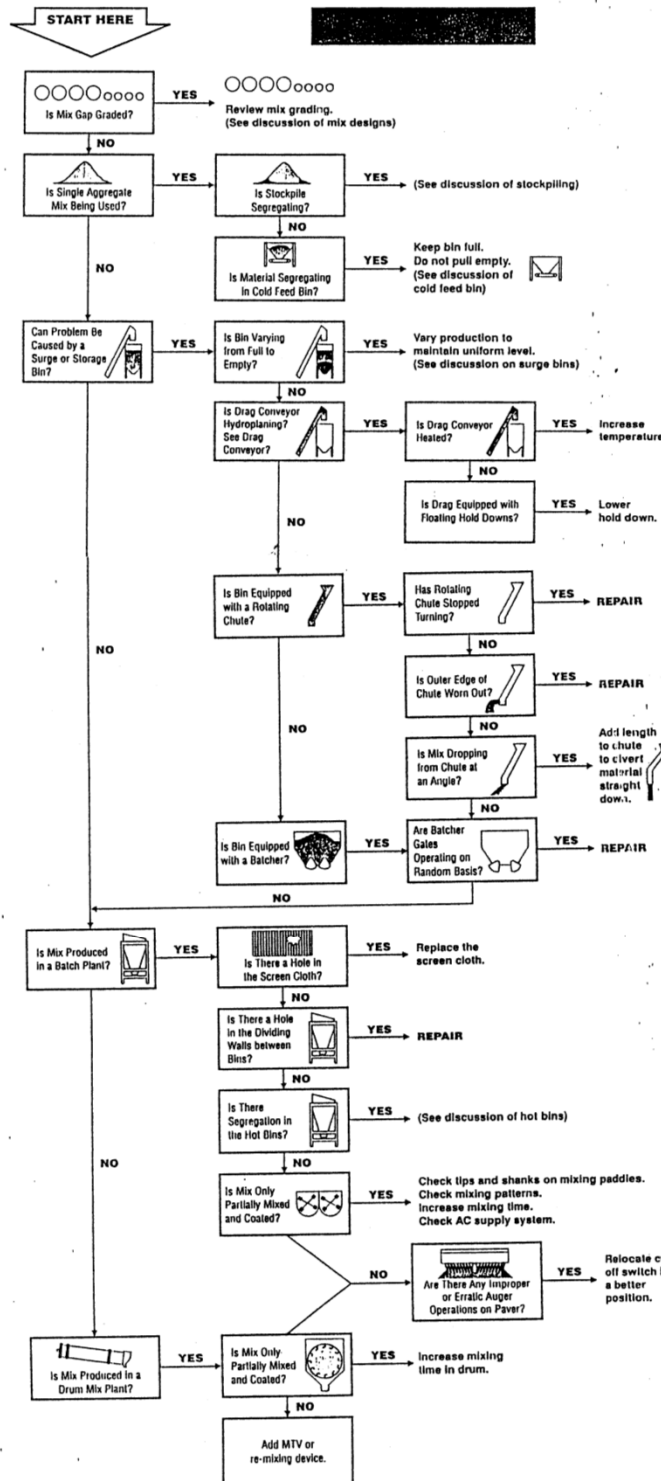 START HERE
Is Mix Gap Graded?
YES
Review mix grading.
(See discussion of mix designs)
NO
Is Single Aggregate
Mix Being Used?
YES
Is Stockpile
Segregating?
YES
(See discussion of stockpiling)
NO
Is Material Segregating
in Cold Feed Bin?
YES
Keep bin full.
Do not pull empty.
(See discussion of
cold feed bin)
NO
Can Problem Be
Caused by a
Surge or Storage
Bin?
YES
Is Bin Varying
from Full to
Empty?
YES
Vary production to
maintain uniform level.
(See discussion on surge bins)
NO
Is Drag Conveyor
Hydroplaning?
See Drag
Conveyor?
YES
Is Drag Conveyor
Heated?
YES
Increase
temperature
NO
Is Drag Equipped with
Floating Hold Downs?
YES
Lower
hold down.
NO
Is Bin Equipped
with a Rotating
Chute?
YES
Has Rotating
Chute Stopped
Turning?
YES
REPAIR
NO
Is Outer Edge of
Chute Worn Out?
YES
REPAIR
NO
Is Mix Dropping
from Chute at
an Angle?
YES
Add length
to chute
to divert
material
straight
down.
NO
NO
Is Bin Equipped
with a Batcher?
YES
Are Batcher
Gates
Operating on
Random Basis?
YES
REPAIR
NO
NO
Is Mix Produced
in a Batch Plant?
YES
Is There a Hole in
the Screen Cloth?
YES
Replace the
screen cloth.
NO
Is There a Hole
in the Dividing
Walls between
Bins?
YES
REPAIR
NO
Is There
Segregation in
the Hot Bins?
YES
(See discussion of hot bins)
NO
Is Mix Only
Partially Mixed
and Coated?
YES
Check tips and shanks on mixing paddles.
Check mixing patterns.
Increase mixing time.
Check AC supply system.
NO
NO
Are There Any Improper
or Erratic Auger
Operations on Paver?
YES
Relocate
off switch
a better
position.
Is Mix Produced in a
Drum Mix Plant?
YES
Is Mix Only
Partially Mixed
and Coated?
YES
Increase mixing
time in drum.
NO
Add MTV or
re-mixing device.